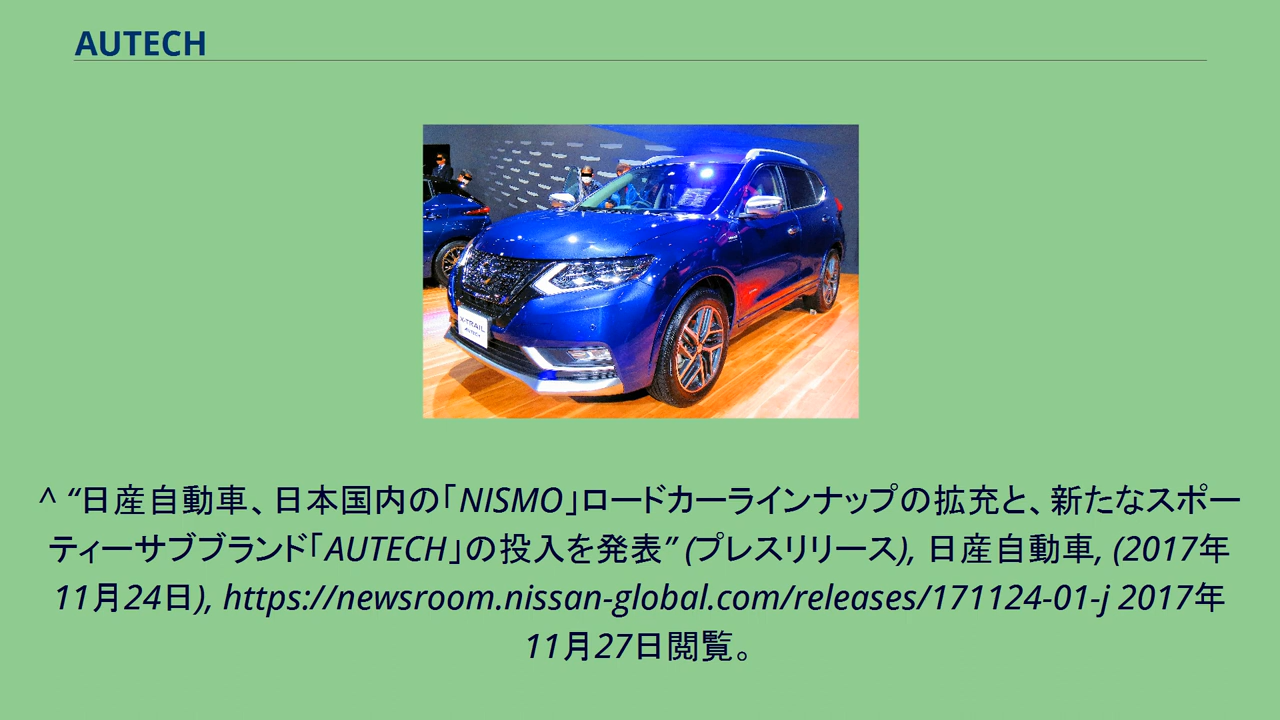 AUTECH
X-TRAIL
AUTECH
^ “日産自動車、日本国内の「NISMO」ロードカーラインナップの拡充と、新たなスポー
ティーサブブランド「AUTECH」の投入を発表” (プレスリリース), 日産自動車, (2017年
11月24日), https://newsroom.nissan-global.com/releases/171124-01-j 2017年
11月27日閲覧。